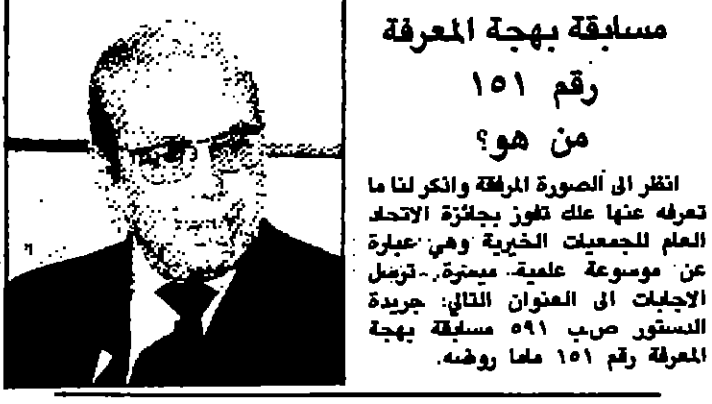 مسابقة بهجة المعرفة
رقم ١٥١
من هو؟
انظر الى الصورة المرفقة وانكر لنا ما
تعرفه عنها علك تفوز بجائزة الاتحاد
العام للجمعيات الخيرية وهي عبارة
عن موسوعة علمية ميسرة. ترسل
الاجابات الى العنوان التالي: جريدة
الدستور ص.ب ٥٩١ مسابقة بهجة
المعرفة رقم ١٥١ ماما روضه.